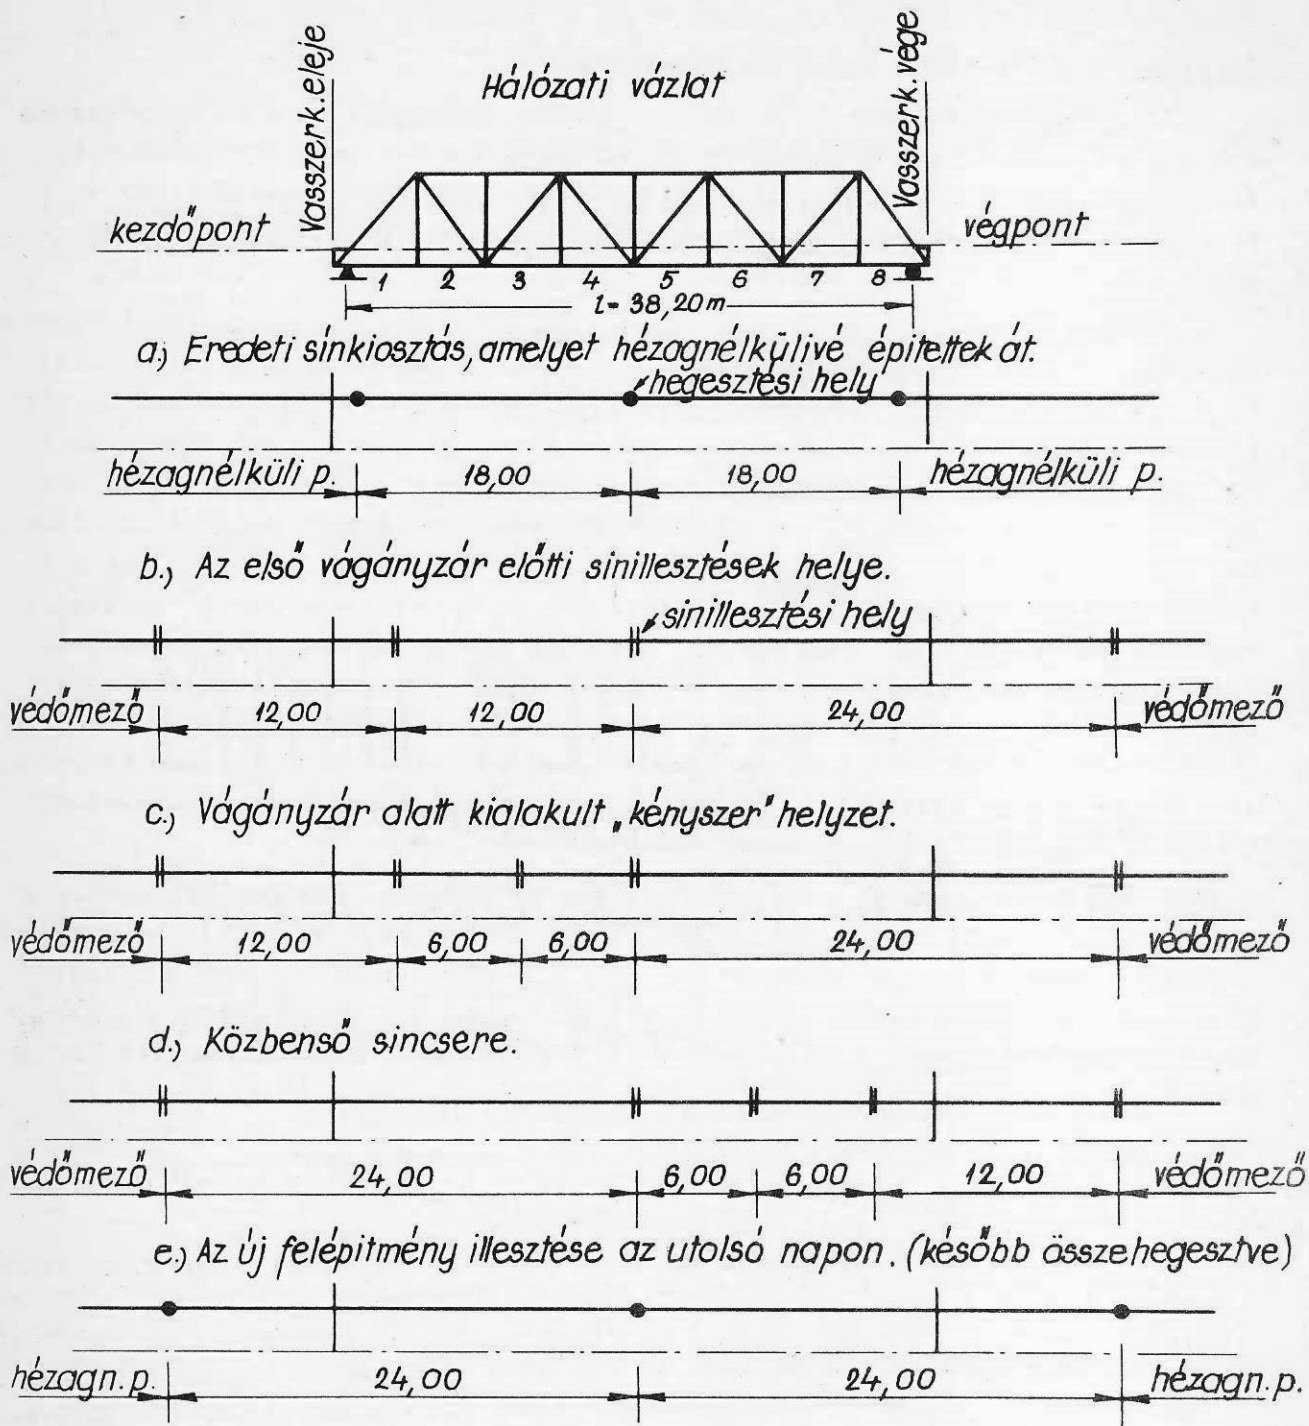 Vasszerk. eleje
Hálózati vázlat
Vasszerk. vége
kezdőpont
végpont
1 2 3 4 5 6 7 8
l= 38,20m
a.) Eredeti sínkiosztás, amelyet hézagnélkülivé építettek át.
hegesztési hely
hézagnélküli p. 18,00 18,00 hézagnélküli p.
b.) Az első vágányzár előtti sinillesztések helye.
sinillesztési hely
védőmező 12,00 12,00 24,00 védőmező
c.) Vágányzár alatt kialakult „kényszer" helyzet.
védőmező 12,00 6,00 6,00 24,00 védőmező
d.) Közbenső sincsere.
védőmező 24,00 6,00 6,00 12,00 védőmező
e.) Az új felépitmény illesztése az utolsó napon. (később összehegesztve)
hézagn. p. 24,00 24,00 hézagn. p.